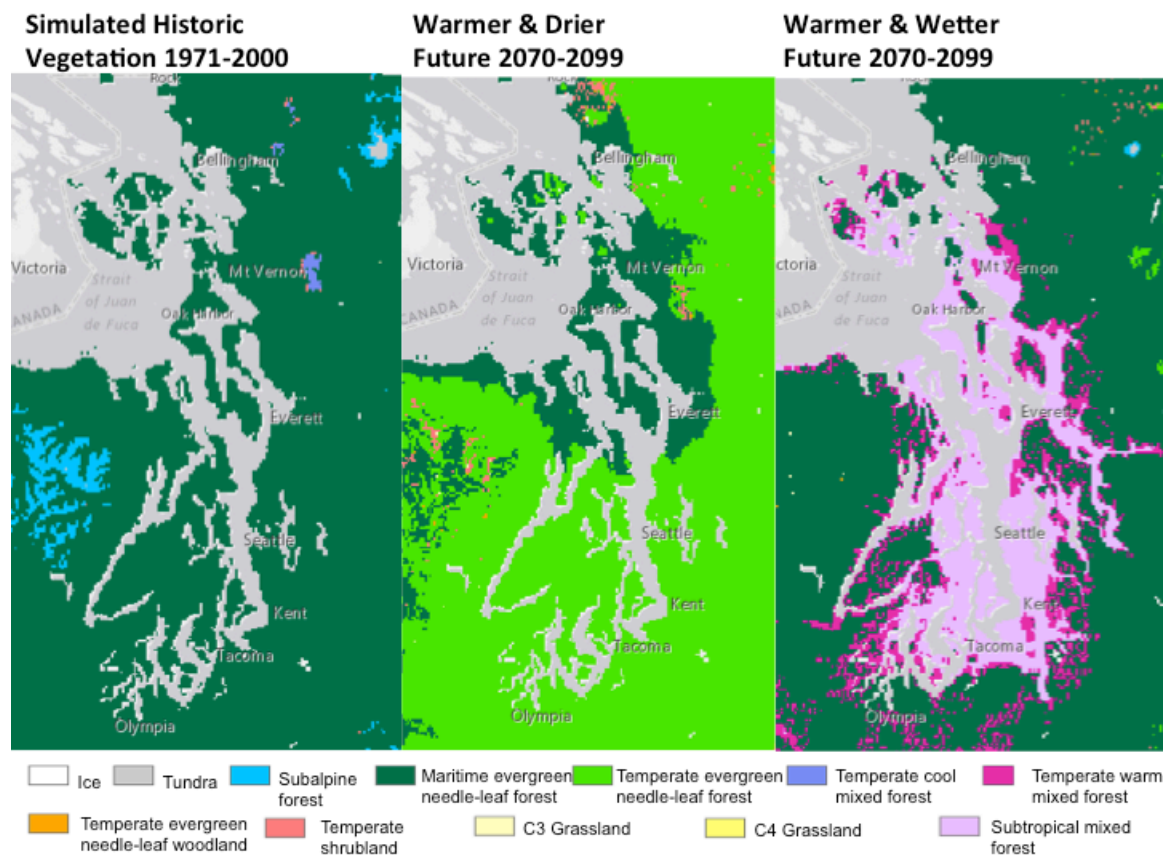 Simulated Historic
Vegetation 1971-2000
Warmer & Drier
Future 2070-2099
Warmer & Wetter
Future 2070-2099
Rock
Bellingham
Victoria
Strait
of Juan
de Fuca
Mt Vernon
Oak Harbor
CANADA
Everett
Seattle
Kent
Tacoma
Olympia
Rock
Bellingham
Victoria
Strait
of Juan
de Fuca
Mt Vernon
Oak Harbor
CANADA
Everett
Seattle
Kent
Tacoma
Olympia
Bellingham
ctoria
Strait
of Juan
de Fuca
Mt Vernon
Oak Harbor
ANADA
Everett
Seattle
Kent
Tacoma
Olympia
Ice
Tundra
Subalpine
forest
Maritime evergreen
needle-leaf forest
Temperate evergreen
needle-leaf forest
Temperate cool
mixed forest
Temperate warm
mixed forest
Temperate evergreen
needle-leaf woodland
Temperate
shrubland
C3 Grassland
C4 Grassland
Subtropical mixed
forest